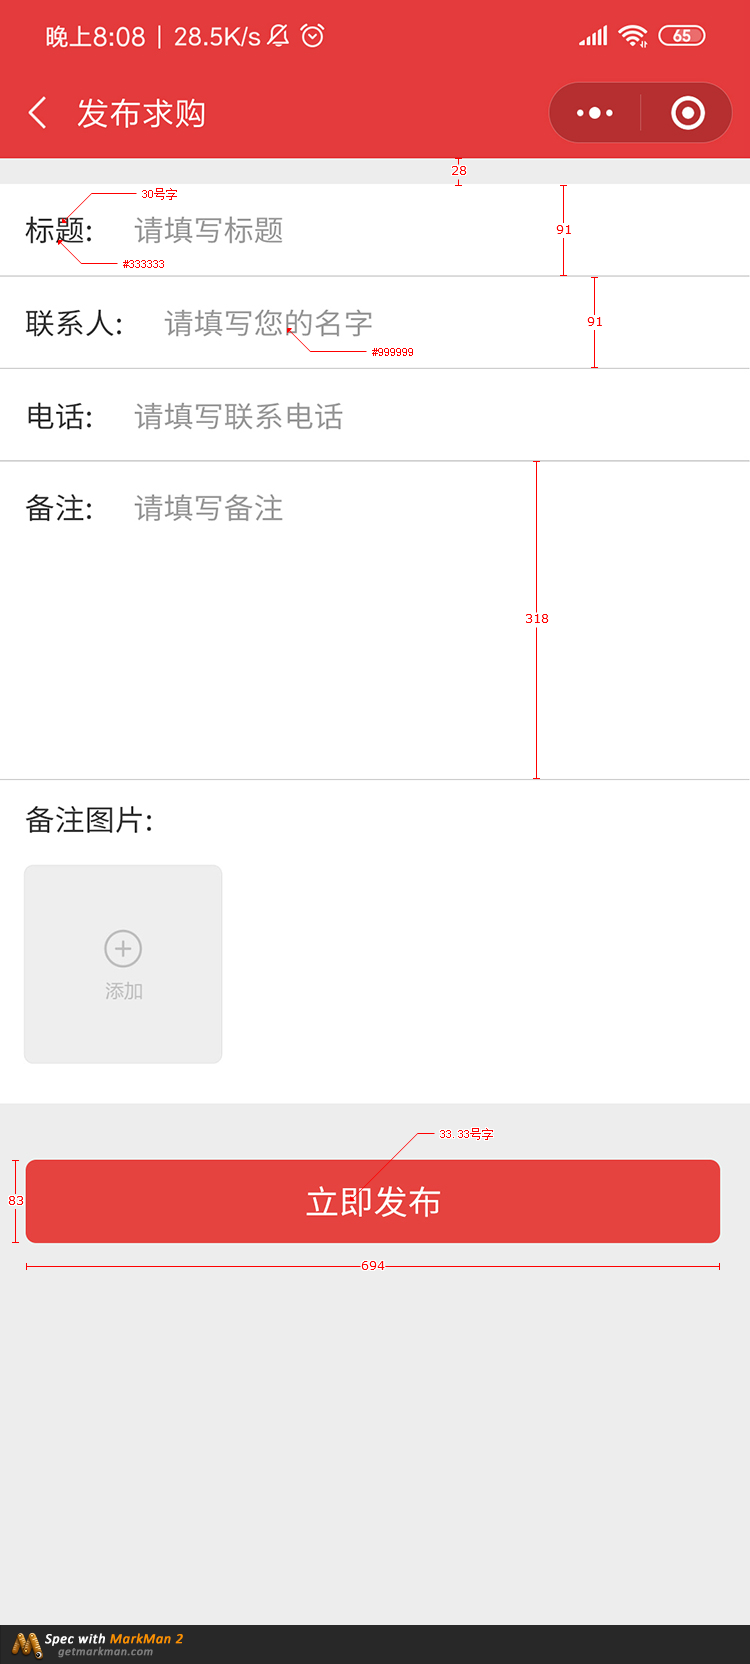 晚上8:08 | 28.5K/s
65
发布求购
28
30号字
标题: 请填写标题
91
#333333
联系人: 请填写您的名字
91
#999999
电话: 请填写联系电话
备注: 请填写备注
318
备注图片:
添加
33.33号字
83
立即发布
694
Spec with MarkMan 2
getmarkman.com